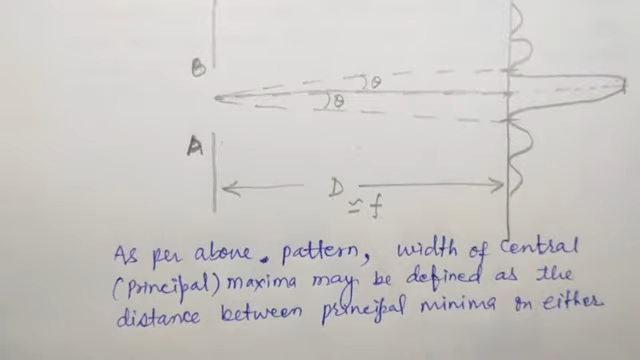 B
θ
θ
A
D
≃ f
As per above. pattern, width of central
(principal) maxima may be defined as the
distance between principal minima on either